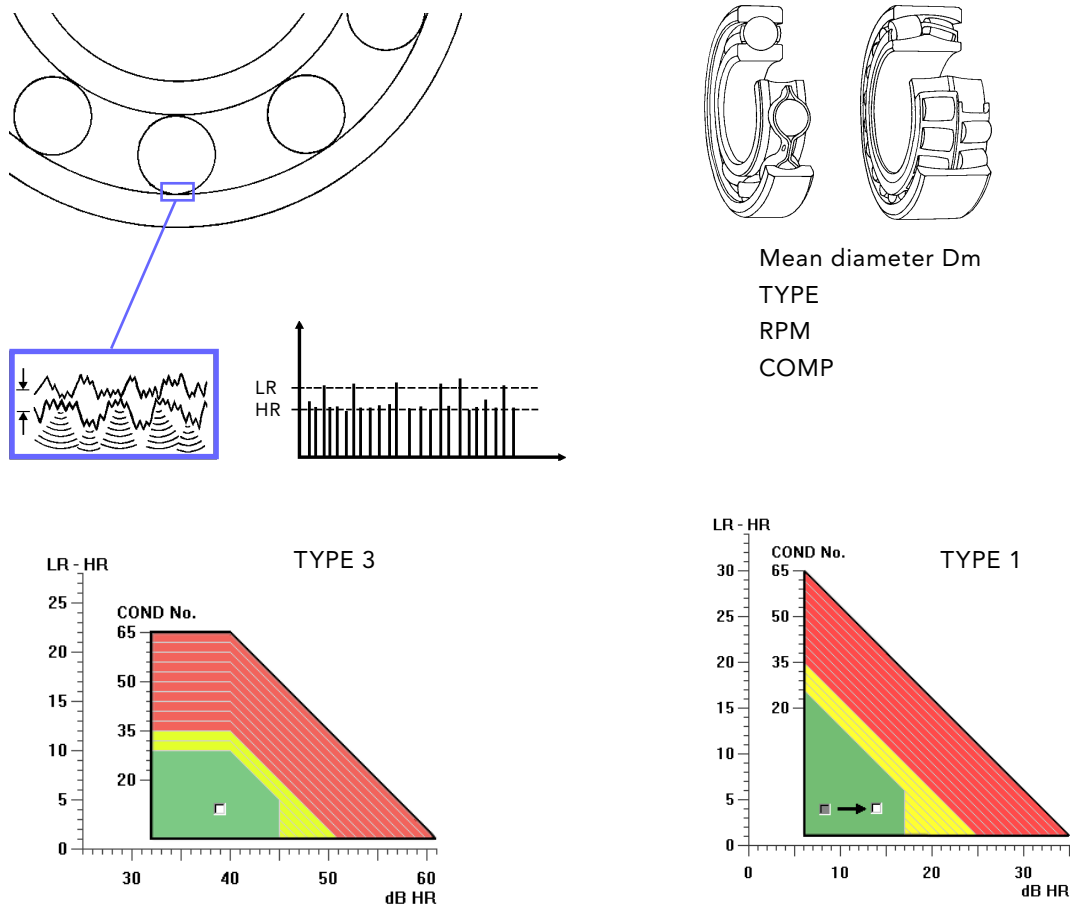 Mean diameter Dm
TYPE
RPM
COMP
LR
HR
LR - HR
TYPE 3
COND No.
65
50
35
20
25
20
15
10
5
0
30 40 50 60
dB HR
LR - HR
TYPE 1
COND No.
65
50
35
20
30
25
20
15
10
5
0
0 10 20 30
dB HR